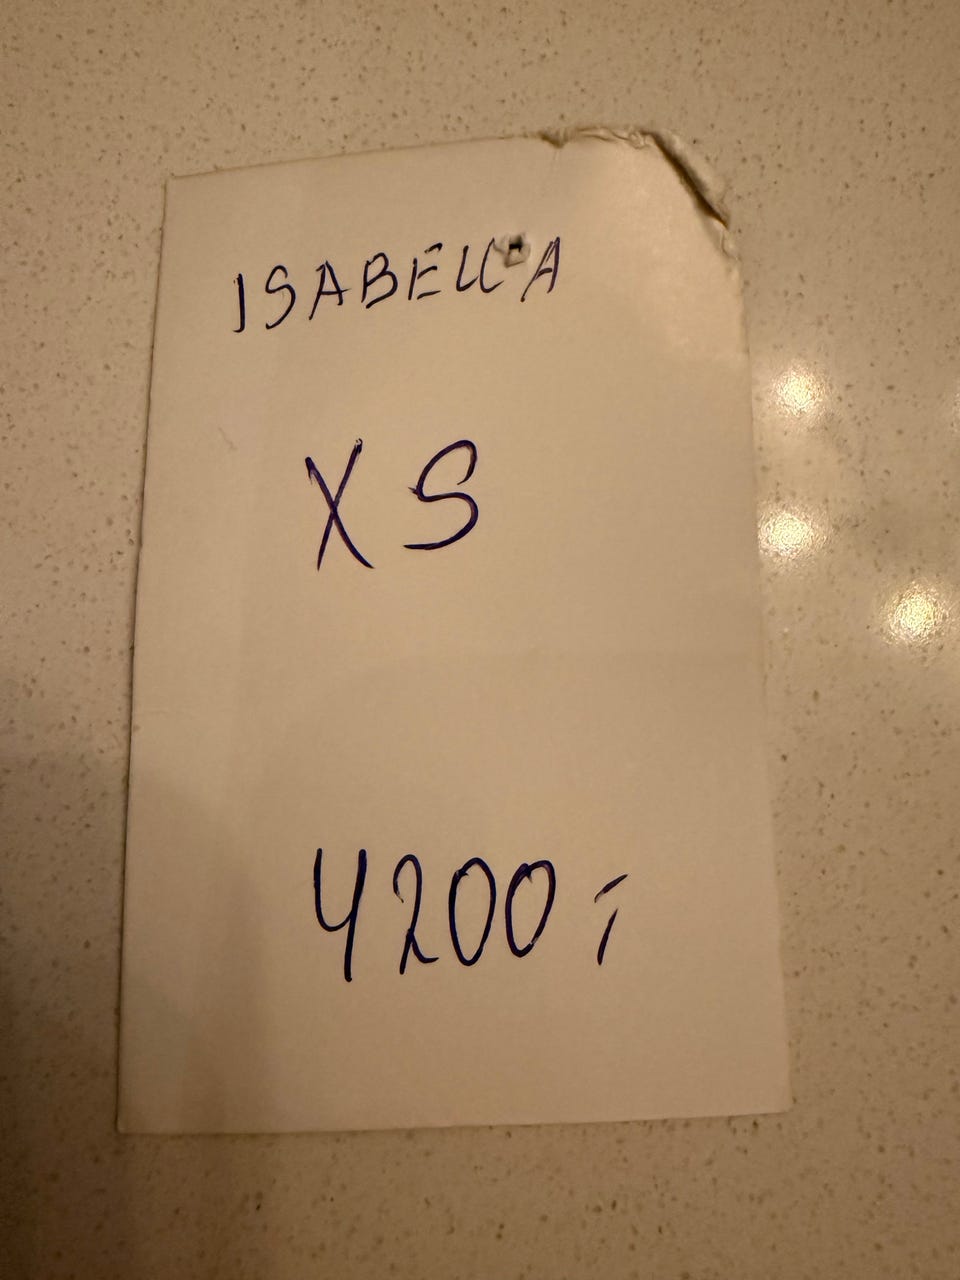 ISABELLA
XS
4200,-